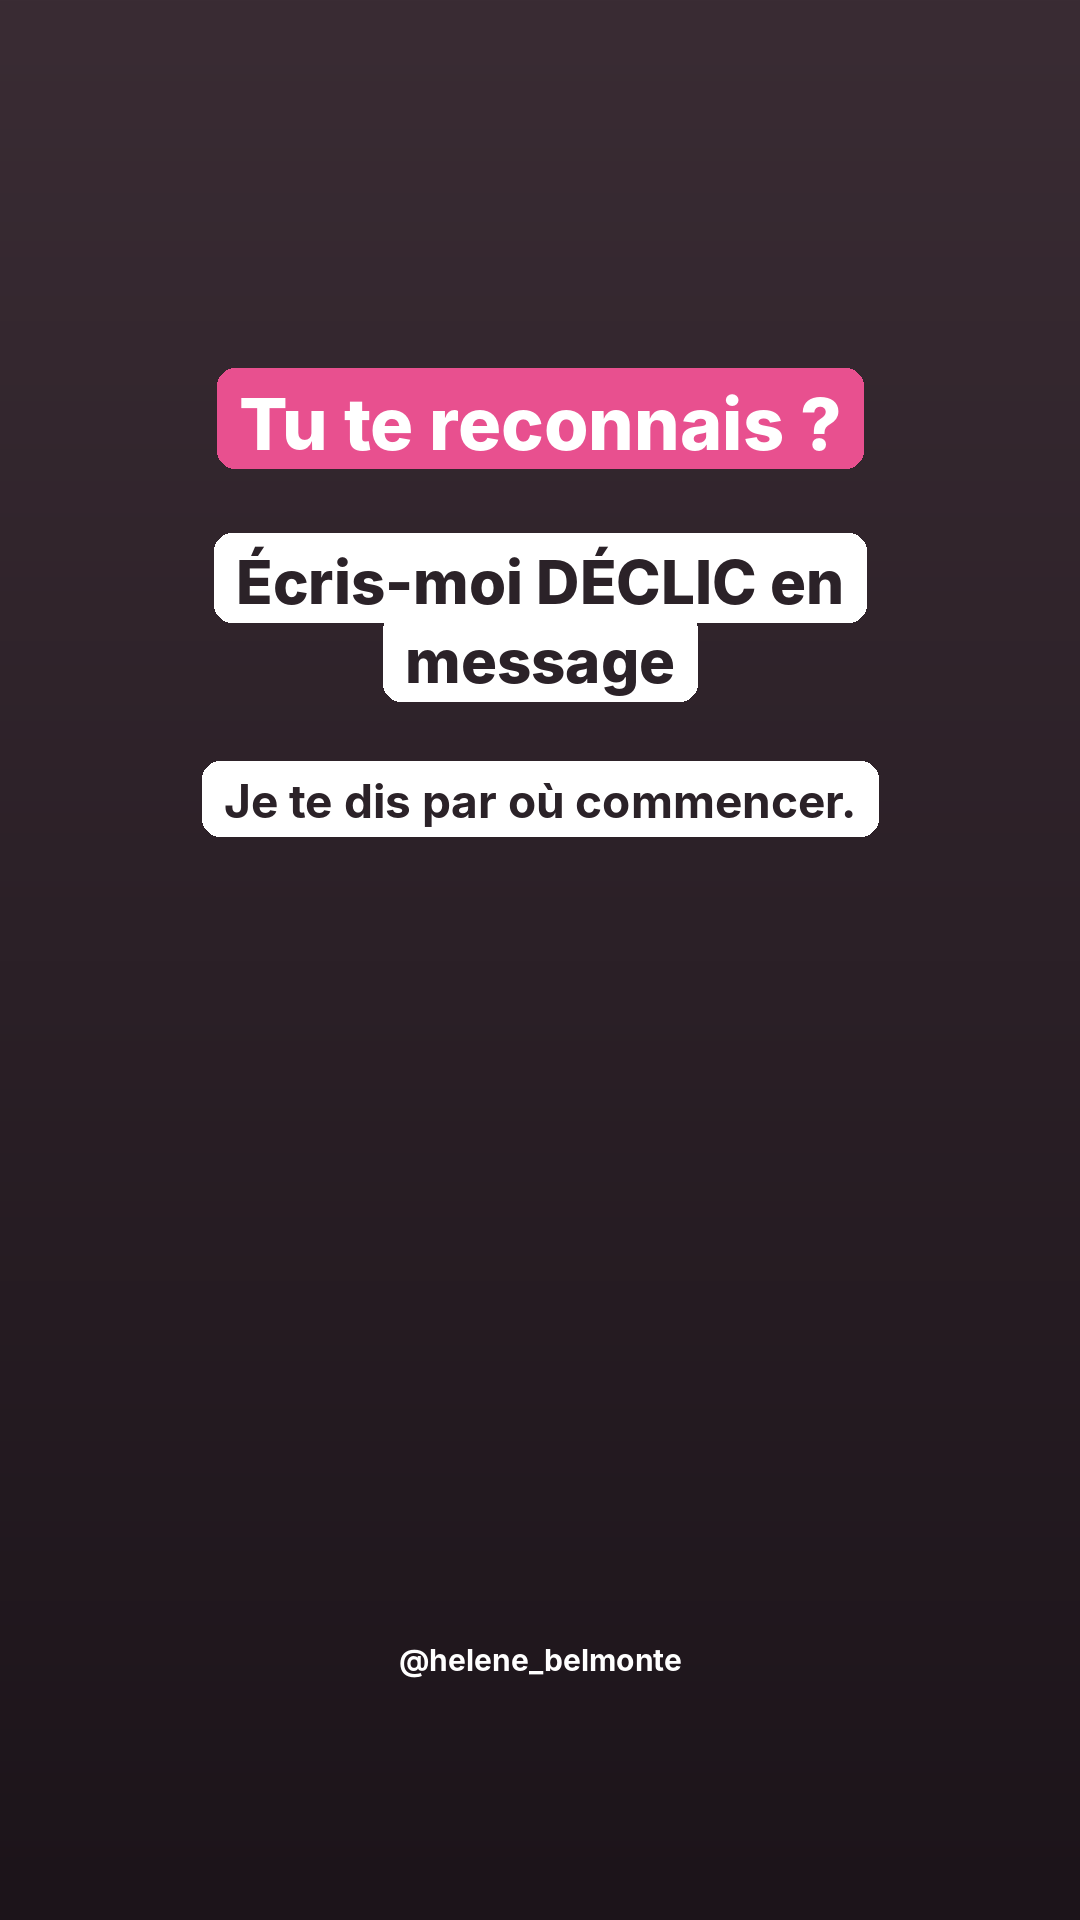 Tu te reconnais ?
Écris-moi DÉCLIC en
message
Je te dis par où commencer.
@helene_belmonte